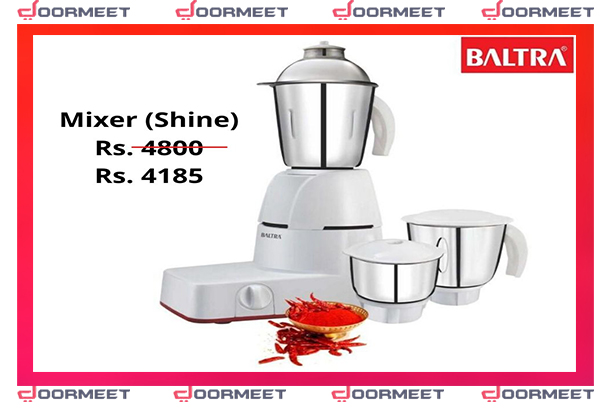 DOORMEET DOORMEET DOORMEET DOORMEET
BALTRA®
Mixer (Shine)
Rs. 4800
Rs. 4185
BALTRA
DOORMEET DOORMEET DOORMEET DOORMEET